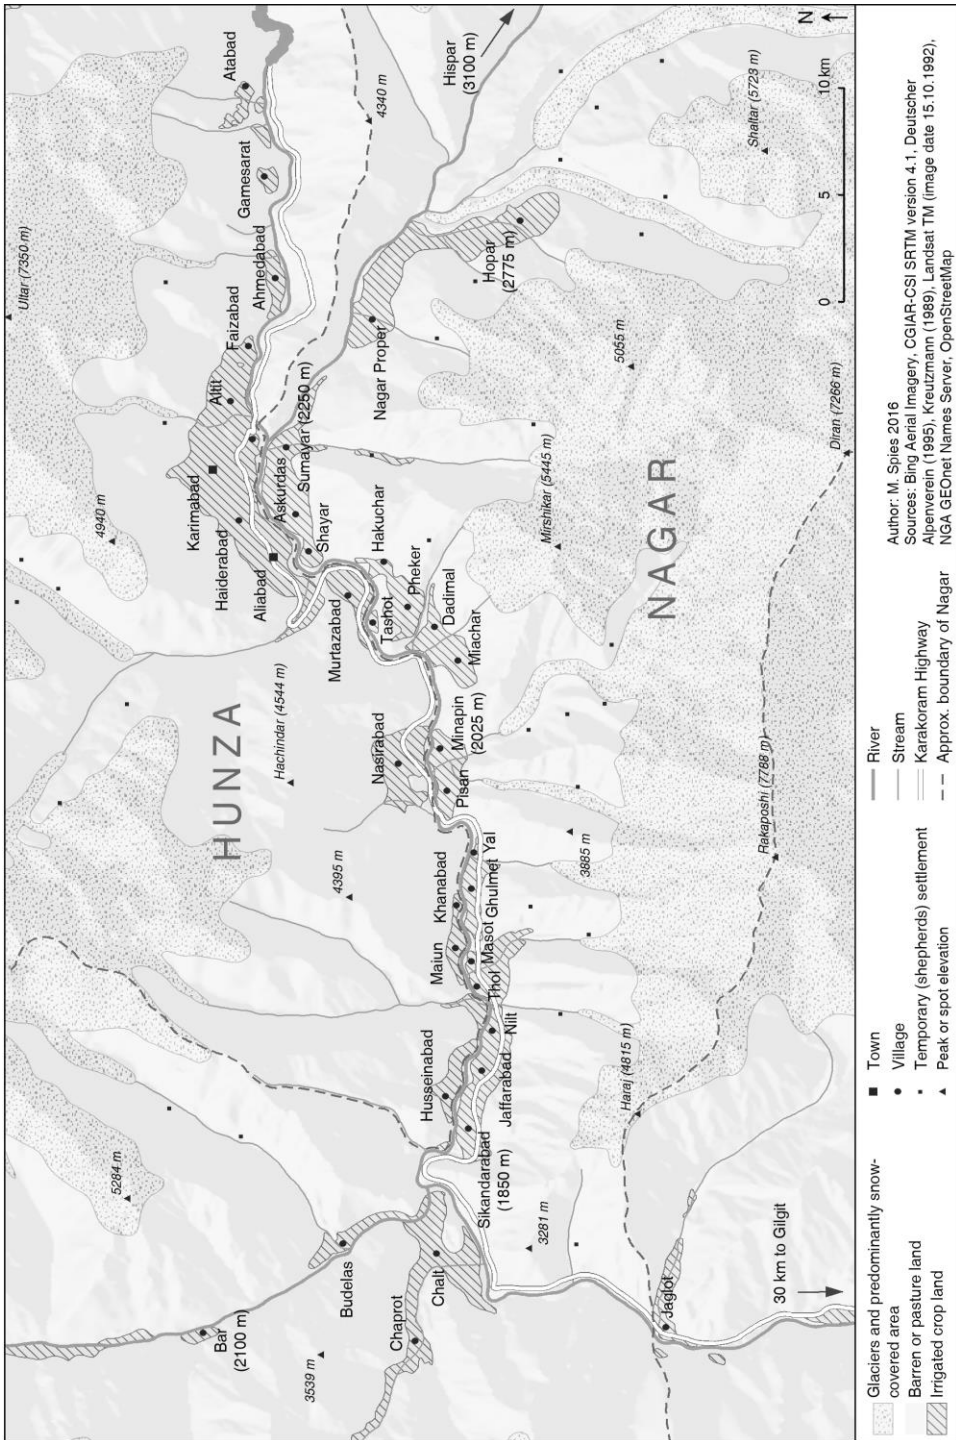 Ultar (7350 m)
Atabad
Gamesarat
Ahmedabad
Faizabad
Altit
Karimabad
4940 m
Haiderabad
Aliabad
HUNZA
Hachindar (4544 m)
4395 m
5284 m
Bar
(2100 m)
3539 m
Budelas
Chaprot
Chalt
Husseinabad
Sikandarabad
(1850 m)
Jaffarabad
Nilt
Thol
Maiun
Masot
Khanabad
Ghulmet
Yal
Nasirabad
Pisan
Minapin
(2025 m)
Murtazabad
Tashot
Miachar
Dadimal
Pheker
Hakuchar
Shayar
Askurdas
Sumayar (2250 m)
Nagar Proper
Hopar
(2775 m)
4340 m
Hispar
(3100 m)
Shaltar (5723 m)
5055 m
Mirshikar (5445 m)
NAGAR
Diran (7266 m)
Rakaposhi (7788 m)
3885 m
Haraj (4815 m)
3281 m
Jaglot
30 km to Gilgit
N
0 5 10 km
Glaciers and predomintly snow-
covered area
Barren or pasture land
Irrigated crop land
Town
Village
Temporary (shepherds) settlement
Peak or spot elevation
River
Stream
Karakoram Highway
Approx. boundary of Nagar
Author: M. Spies 2016
Sources: Bing Aerial Imagery, CGIAR-CSI SRTM version 4.1, Deutscher
Alpenverein (1995), Kreutzmann (1989), Landsat TM (image date 15.10.1992),
NGA GEOnet Names Server, OpenStreetMap